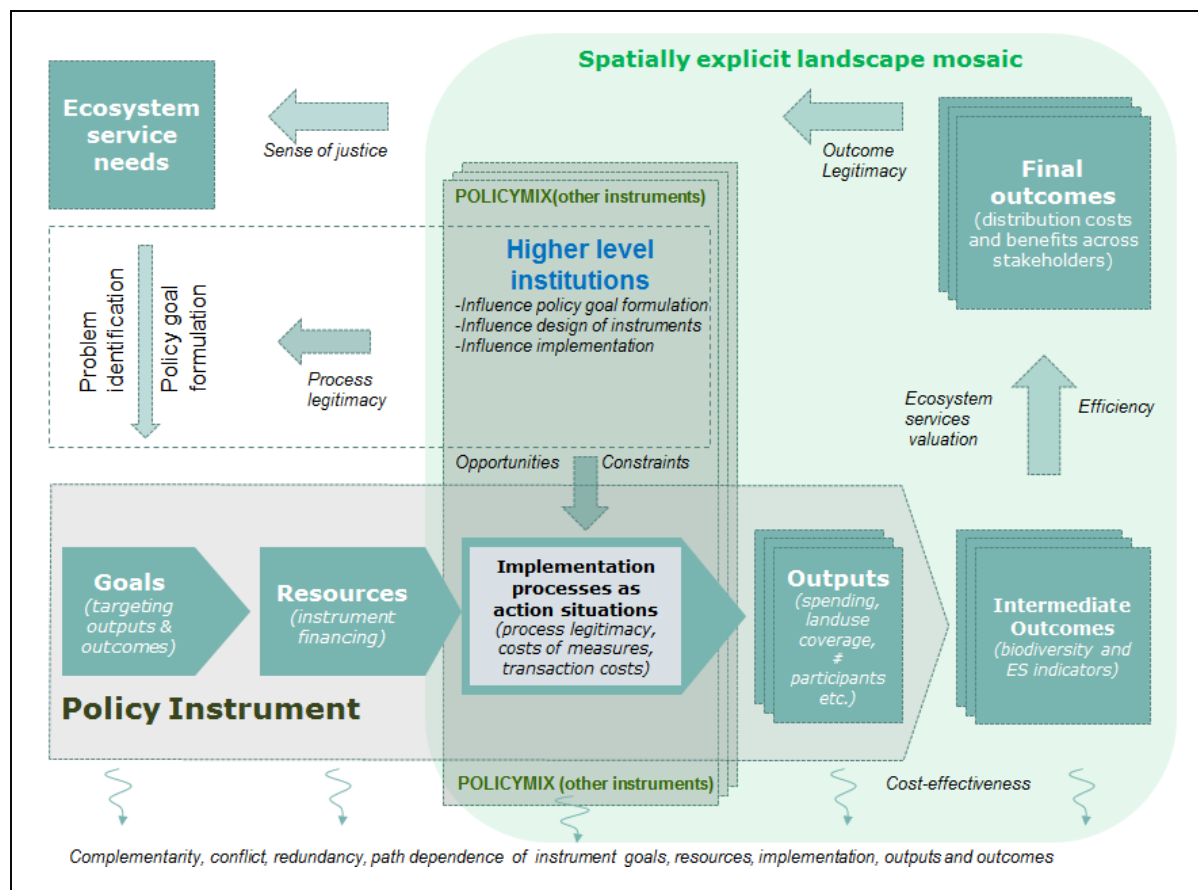 Spatially explicit landscape mosaic
Ecosystem
service
needs
Sense of justice
Outcome
Legitimacy
Final
outcomes
(distribution costs
and benefits across
stakeholders)
POLICYMIX(other instruments)
Higher level
institutions
-Influence policy goal formulation
-Influence design of instruments
-Influence implementation
Problem
identification
Policy goal
formulation
Process
legitimacy
Ecosystem
services
valuation
Efficiency
Opportunities
Constraints
Goals
(targeting
outputs &
outcomes)
Resources
(instrument
financing)
Implementation
processes as
action situations
(process legitimacy,
costs of measures,
transaction costs)
Outputs
(spending,
landuse
coverage,
#
participants
etc.)
Intermediate
Outcomes
(biodiversity and
ES indicators)
Policy Instrument
POLICYMIX (other instruments)
Cost-effectiveness
Complementarity, conflict, redundancy, path dependence of instrument goals, resources, implementation, outputs and outcomes